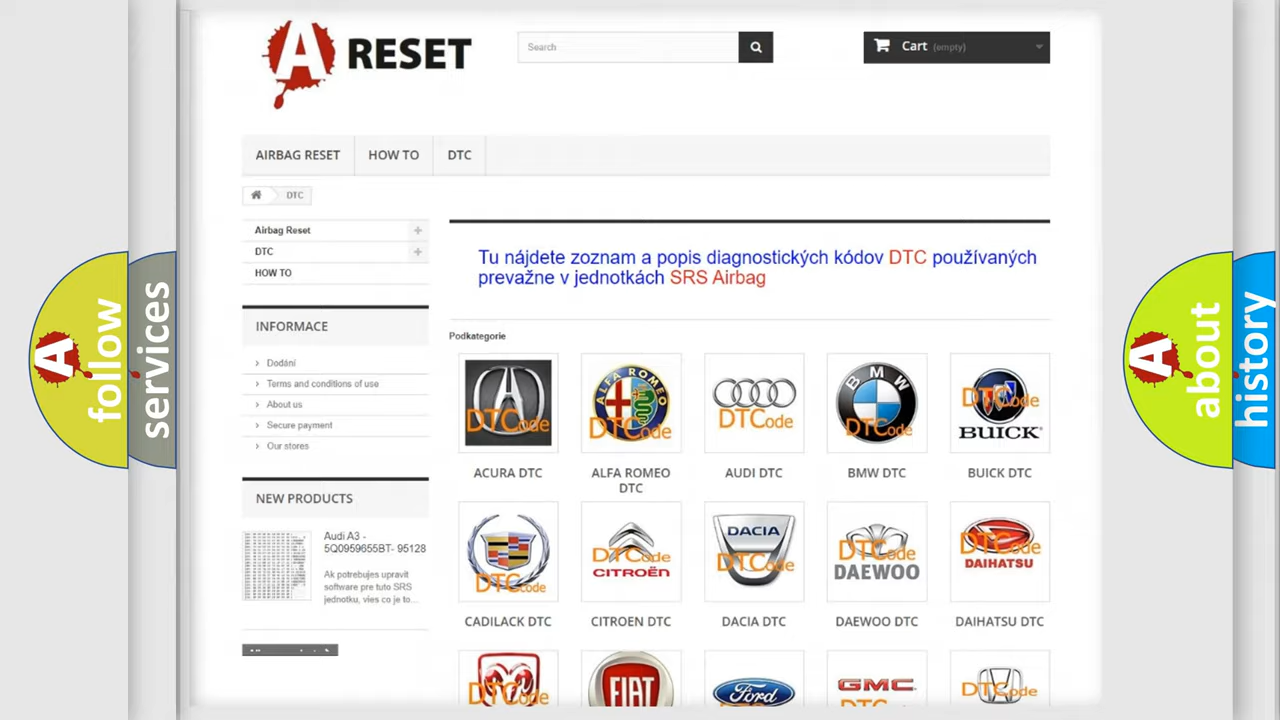 A RESET
Search
Cart (empty)
AIRBAG RESET
HOW TO
DTC
DTC
Airbag Reset
DTC
HOW TO
INFORMACE
Dodání
Terms and conditions of use
About us
Secure payment
Our stores
NEW PRODUCTS
Audi A3 -
5Q0959655BT- 95128
Ak potrebujes upravit
software pre tuto SRS
jednotku, vies co je to...
Tu nájdete zoznam a popis diagnostických kódov DTC používaných
prevažne v jednotkách SRS Airbag
Podkategorie
DTCode
ALFA ROMEO
DTCode
DTCode
BMW
DTCode
DTCode
BUICK
ACURA DTC
ALFA ROMEO
DTC
AUDI DTC
BMW DTC
BUICK DTC
DTCode
DTCode
CITROËN
DACIA
DTCode
DTCode
DAEWOO
DTCode
DAIHATSU
CADILACK DTC
CITROEN DTC
DACIA DTC
DAEWOO DTC
DAIHATSU DTC
DTCode
FIAT
Ford
GMC
DTCode
A follow
services
A about
history